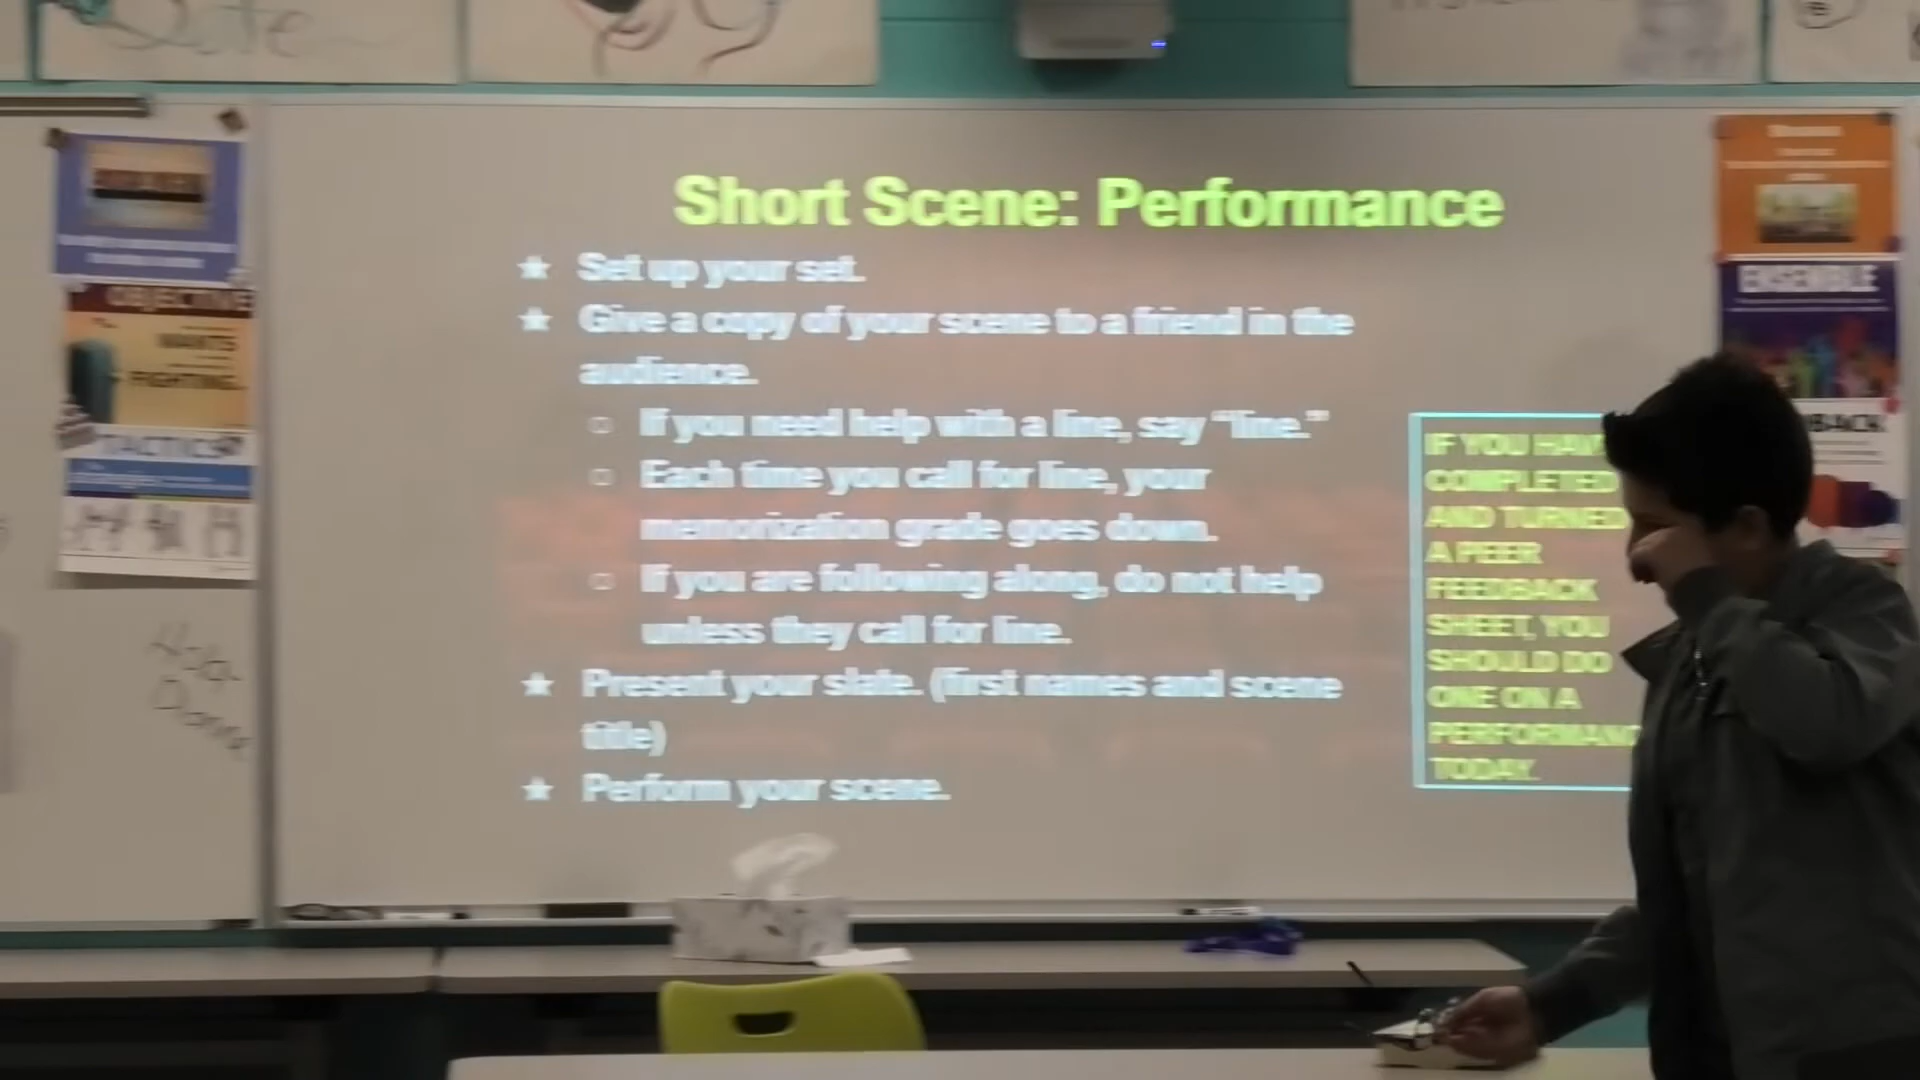 Date
Short Scene: Performance
★ Set up your set.
★ Give a copy of your scene to a friend in the
audience.
○ If you need help with a line, say “line.”
○ Each time you call for line, your
memorization grade goes down.
○ If you are following along, do not help
unless they call for line.
★ Present your slate. (first names and scene
title)
★ Perform your scene.
IF YOU HAV
COMPLETED
AND TURNED
A PEER
FEEDBACK
SHEET, YOU
SHOULD DO
ONE ON A
PERFORMANC
TODAY.
OBJECTIVE
WANTS
FIGHTING
TACTICS
ENSEMBLE
BACK